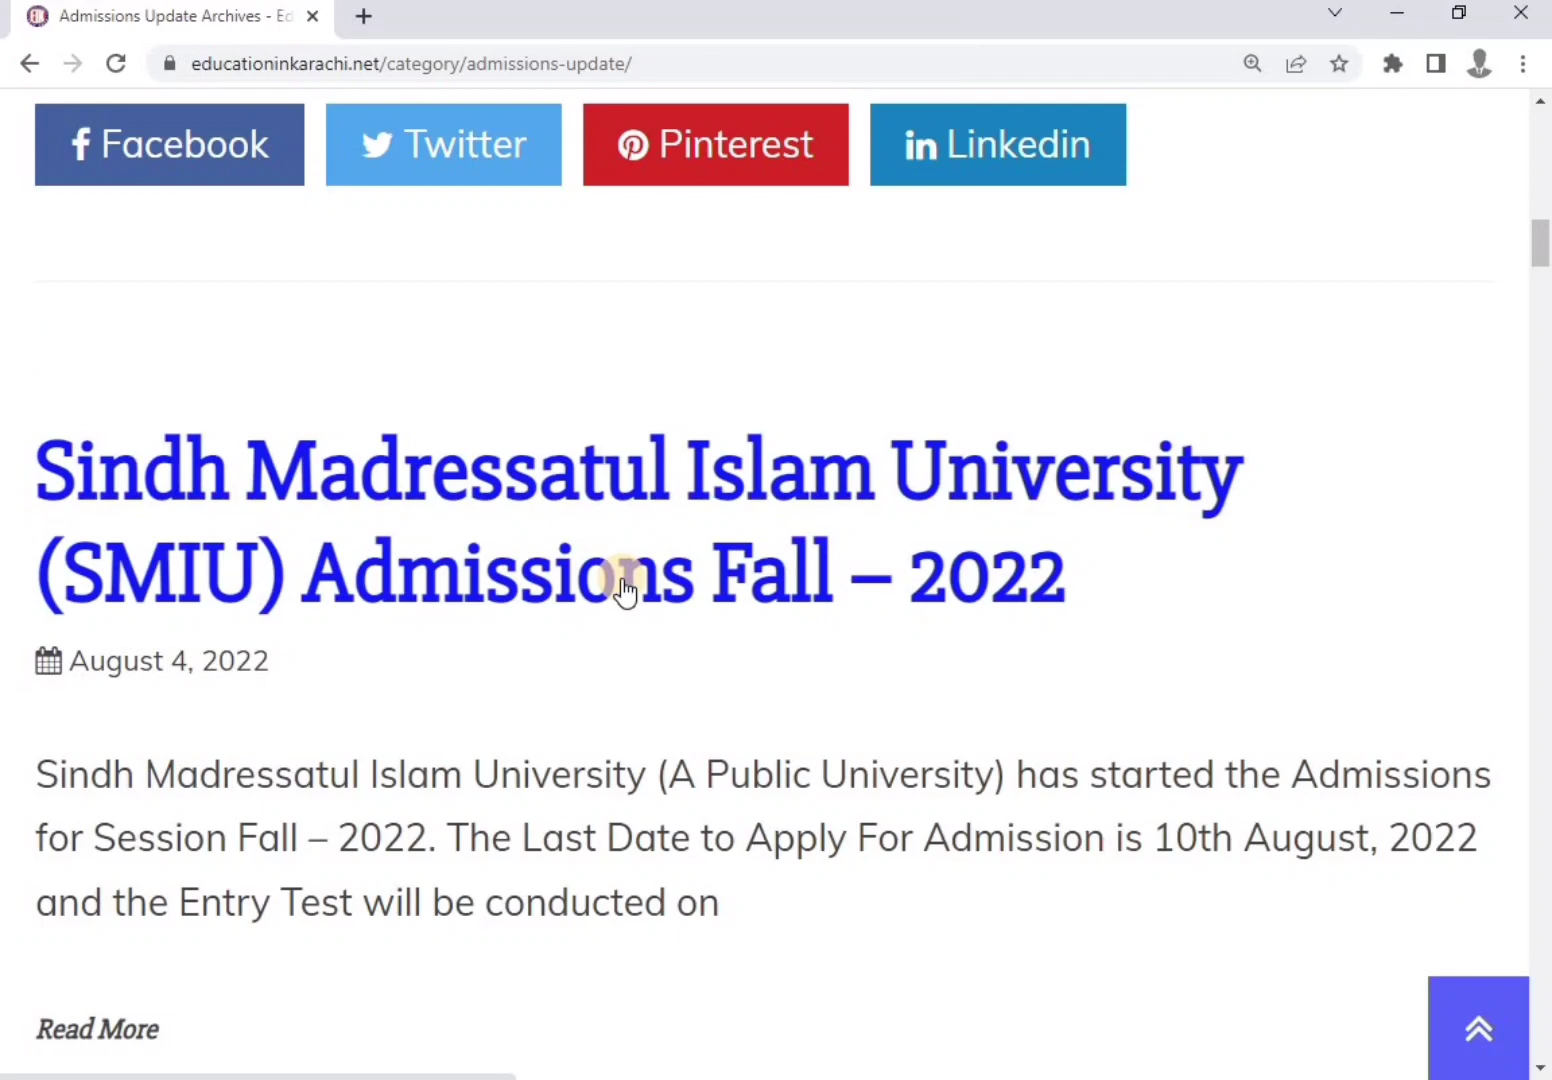 Admissions Update Archives - Ed
educationinkarachi.net/category/admissions-update/
Facebook
Twitter
Pinterest
Linkedin
Sindh Madressatul Islam University
(SMIU) Admissions Fall – 2022
August 4, 2022
Sindh Madressatul Islam University (A Public University) has started the Admissions
for Session Fall – 2022. The Last Date to Apply For Admission is 10th August, 2022
and the Entry Test will be conducted on
Read More